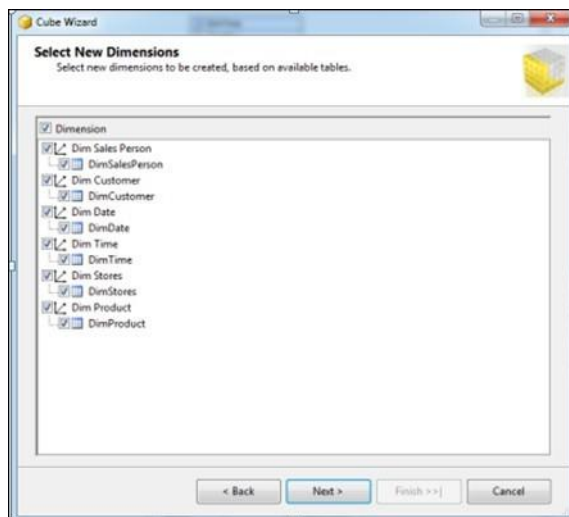 Cube Wizard
Select New Dimensions
Select new dimensions to be created, based on available tables.
Dimension
Dim Sales Person
DimSalesPerson
Dim Customer
DimCustomer
Dim Date
DimDate
Dim Time
DimTime
Dim Stores
DimStores
Dim Product
DimProduct
< Back Next > Finish >>| Cancel